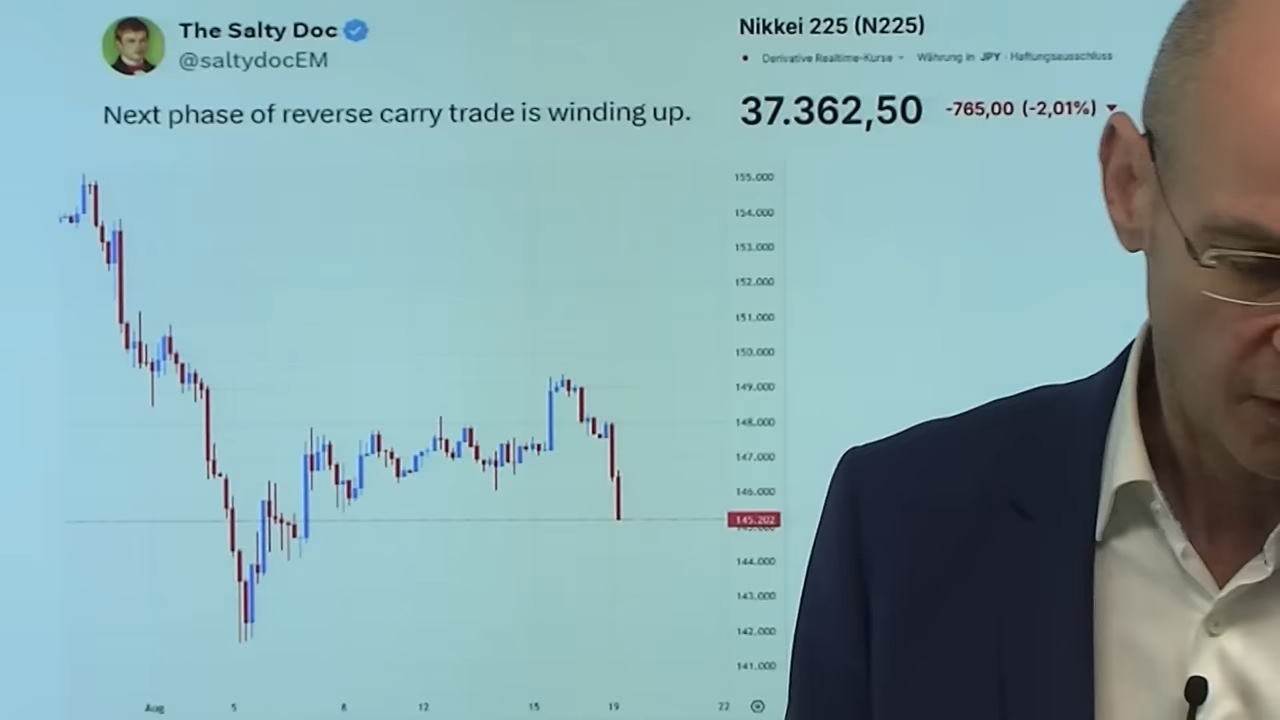 The Salty Doc
@saltydocEM
Next phase of reverse carry trade is winding up.
Nikkei 225 (N225)
Derivative Realtime-Kurse - Währung in JPY · Haftungsausschluss
37.362,50 -765,00 (-2,01%)
155.000
154.000
153.000
152.000
151.000
150.000
149.000
148.000
147.000
146.000
145.202
145.000
144.000
143.000
142.000
141.000
Aug 5 8 12 15 19 22